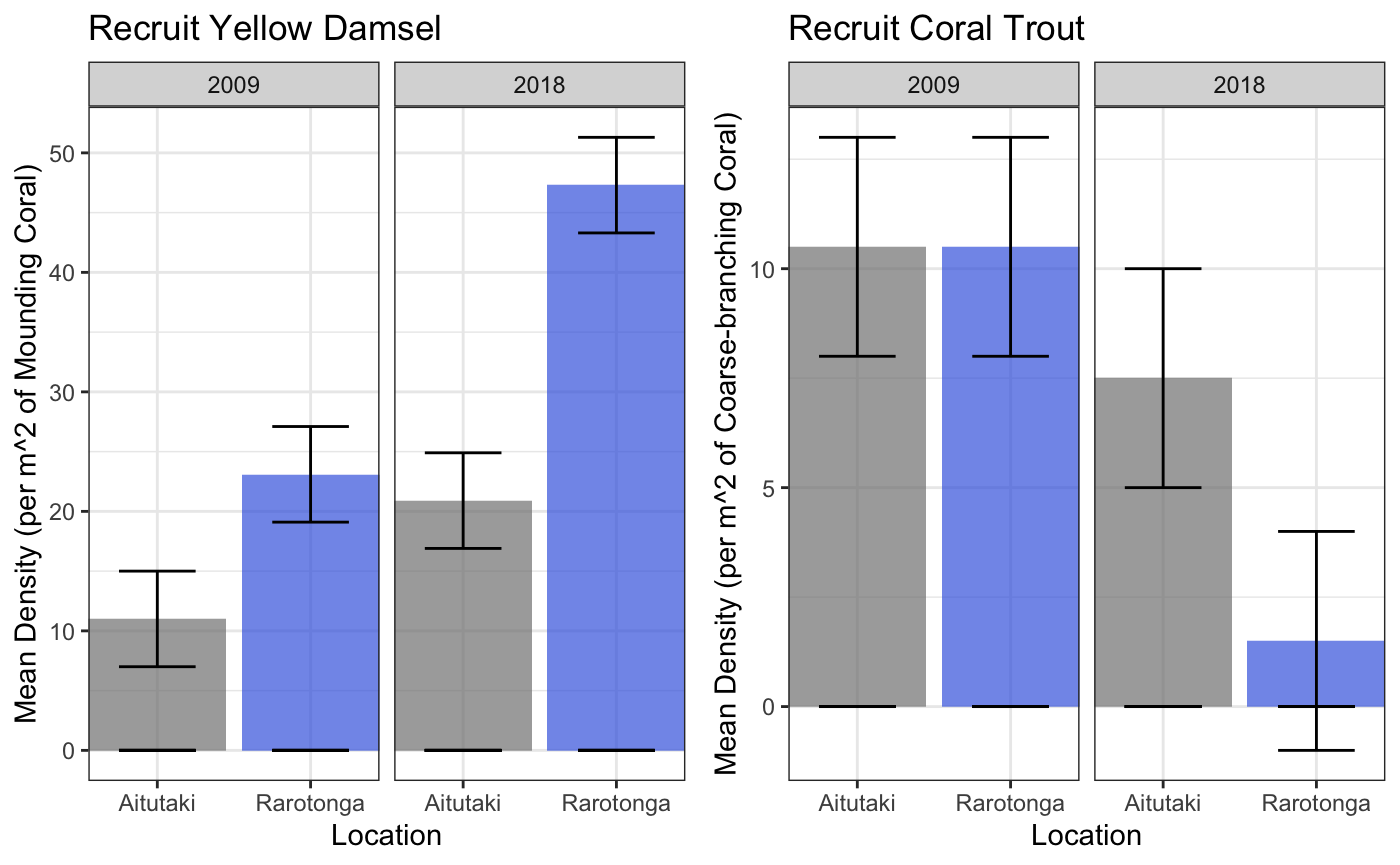 Recruit Yellow Damsel
2009
2018
Mean Density (per m^2 of Mounding Coral)
50
40
30
20
10
0
Aitutaki
Rarotonga
Aitutaki
Rarotonga
Location
Recruit Coral Trout
2009
2018
Mean Density (per m^2 of Coarse-branching Coral)
10
5
0
Aitutaki
Rarotonga
Aitutaki
Rarotonga
Location